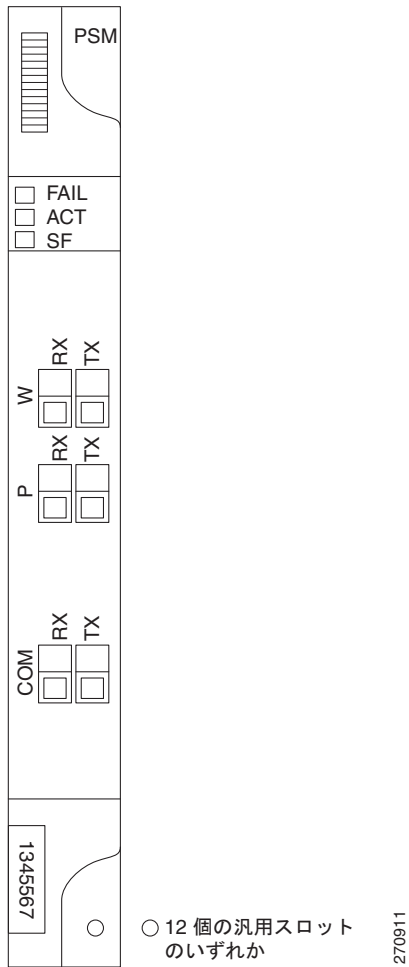 PSM
FAIL
ACT
SF
W
RX
TX
P
RX
TX
COM
RX
TX
1345567
12 個の汎用スロット
のいずれか
270911